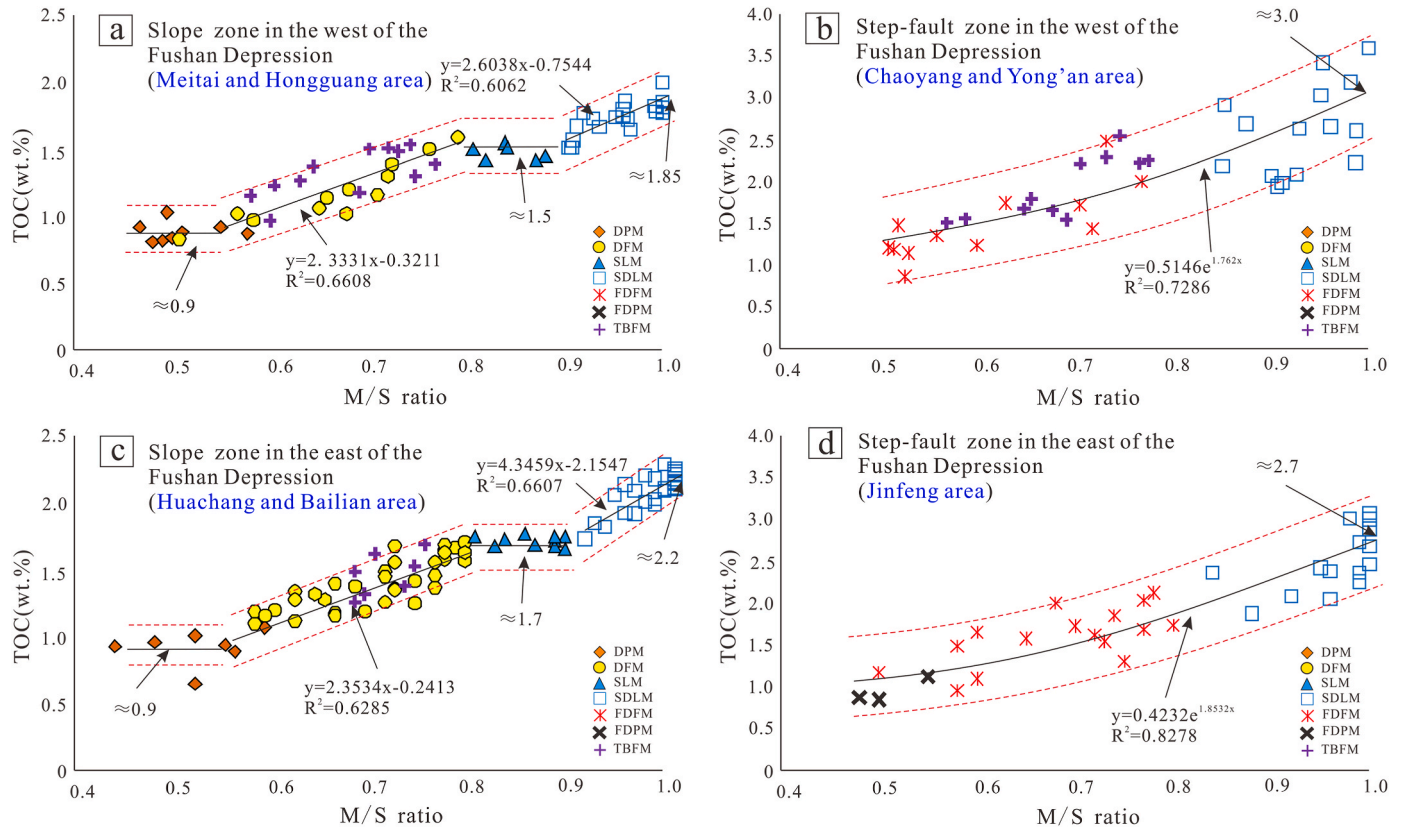 a
Slope zone in the west of the
Fushan Depression
(Meitai and Hongguang area)
y=2.6038x-0.7544
R²=0.6062
≈1.85
≈1.5
y=2. 3331x-0.3211
R²=0.6608
≈0.9
DPM
DFM
SLM
SDLM
FDFM
FDPM
TBFM
TOC(wt.%)
2.5
2.0
1.5
1.0
0.5
0
0.4
0.5
0.6
0.7
0.8
0.9
1.0
M/S ratio
b
Step-fault zone in the west of the
Fushan Depression
(Chaoyang and Yong'an area)
≈3.0
y=0.5146e^1.762x
R²=0.7286
DPM
DFM
SLM
SDLM
FDFM
FDPM
TBFM
TOC(wt.%)
4.0
3.5
3.0
2.5
2.0
1.5
1.0
0.5
0
0.4
0.5
0.6
0.7
0.8
0.9
1.0
M/S ratio
c
Slope zone in the east of the
Fushan Depression
(Huachang and Bailian area)
y=4.3459x-2.1547
R²=0.6607
≈2.2
≈1.7
≈0.9
y=2.3534x-0.2413
R²=0.6285
DPM
DFM
SLM
SDLM
FDFM
FDPM
TBFM
TOC(wt.%)
2.5
2.0
1.5
1.0
0.5
0
0.4
0.5
0.6
0.7
0.8
0.9
1.0
M/S ratio
d
Step-fault zone in the east of the
Fushan Depression
(Jinfeng area)
≈2.7
y=0.4232e^1.8532x
R²=0.8278
DPM
DFM
SLM
SDLM
FDFM
FDPM
TBFM
TOC(wt.%)
4.0
3.5
3.0
2.5
2.0
1.5
1.0
0.5
0
0.4
0.5
0.6
0.7
0.8
0.9
1.0
M/S ratio